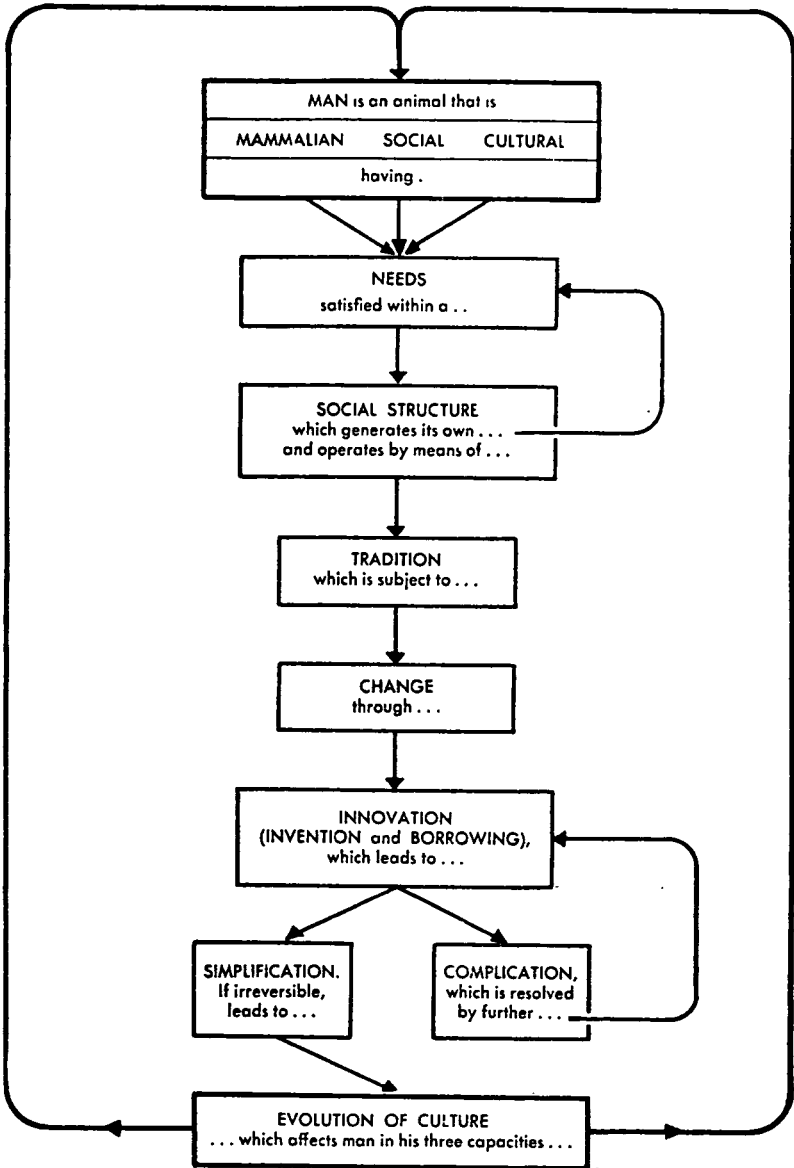 MAN is an animal that is
MAMMALIAN SOCIAL CULTURAL
having .
NEEDS
satisfied within a . .
SOCIAL STRUCTURE
which generates its own . . .
and operates by means of . . .
TRADITION
which is subject to . . .
CHANGE
through . . .
INNOVATION
(INVENTION and BORROWING),
which leads to . . .
SIMPLIFICATION.
If irreversible,
leads to . . .
COMPLICATION,
which is resolved
by further . . .
EVOLUTION OF CULTURE
. . . which affects man in his three capacities . . .